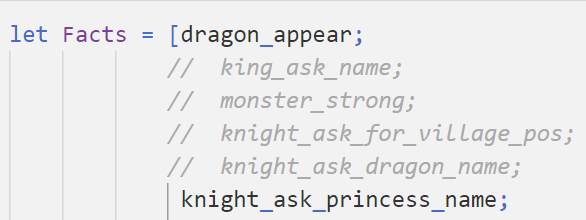 let Facts = [dragon_appear;
//  king_ask_name;
//  monster_strong;
//  knight_ask_for_village_pos;
//  knight_ask_dragon_name;
knight_ask_princess_name;